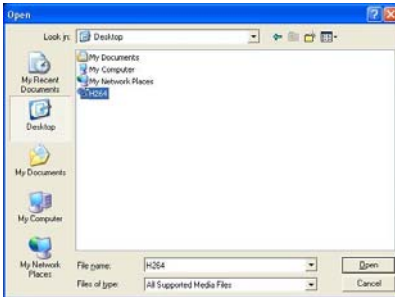 Open
Look in:
Desktop
My Documents
My Computer
My Network Places
H264
My Recent
Documents
Desktop
My Documents
My Computer
My Network
Places
File name:
H264
Open
Files of type:
All Supported Media Files
Cancel